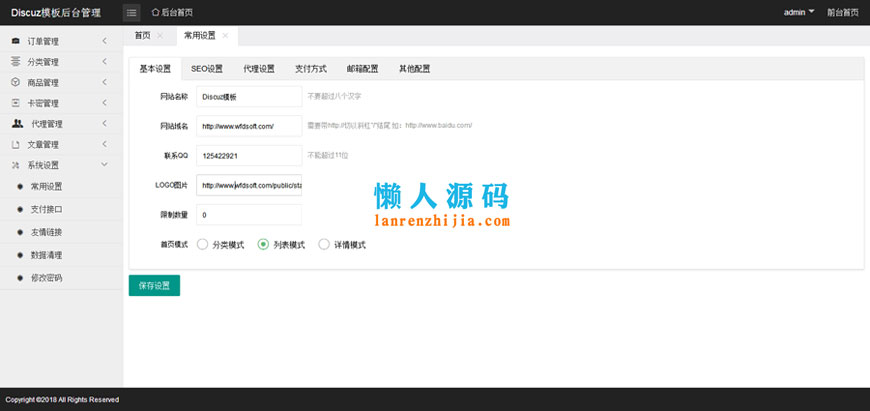 Discuz模板后台管理 后台首页 admin 前台首页
首页 常用设置
订单管理
分类管理
商品管理
卡密管理
代理管理
文章管理
系统设置
常用设置
支付接口
友情链接
数据清理
修改密码
基本设置 SEO设置 代理设置 支付方式 邮箱配置 其他配置
网站名称 Discuz模板 不要超过八个汉字
网站域名 http://www.wfdsoft.com/ 需要带http://切以斜杠"/"结尾 如：http://www.baidu.com/
联系QQ 125422921 不能超过11位
LOGO图片 http://www.wfdsoft.com/public/sta
限制数量 0
首页模式 分类模式 列表模式 详情模式
保存设置
懒人源码
lanrenzhijia.com
Copyright ©2018 All Rights Reserved